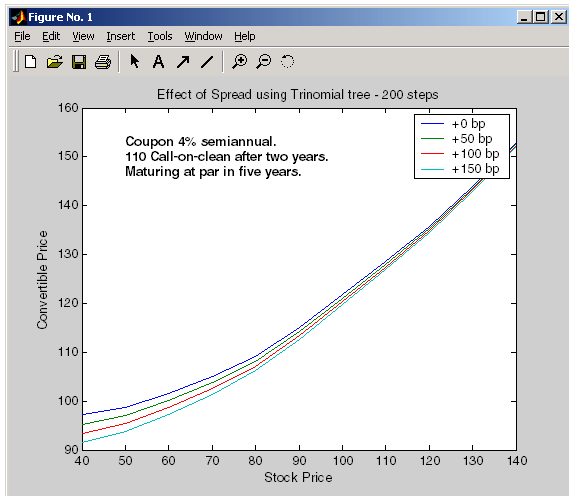 Figure No. 1
File Edit View Insert Tools Window Help
A
Effect of Spread using Trinomial tree - 200 steps
160
150
140
130
120
110
100
90
Convertible Price
Coupon 4% semiannual.
110 Call-on-clean after two years.
Maturing at par in five years.
+0 bp
+50 bp
+100 bp
+150 bp
40 50 60 70 80 90 100 110 120 130 140
Stock Price